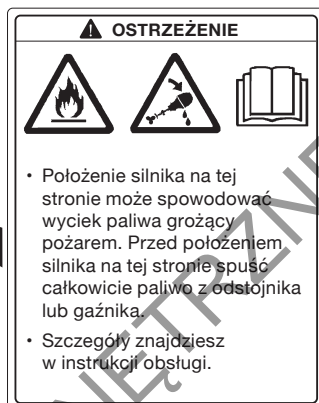 OSTRZEŻENIE
• Położenie silnika na tej
stronie może spowodować
wyciek paliwa grożący
pożarem. Przed położeniem
silnika na tej stronie spuść
całkowicie paliwo z odstojnika
lub gaźnika.
• Szczegóły znajdziesz
w instrukcji obsługi.